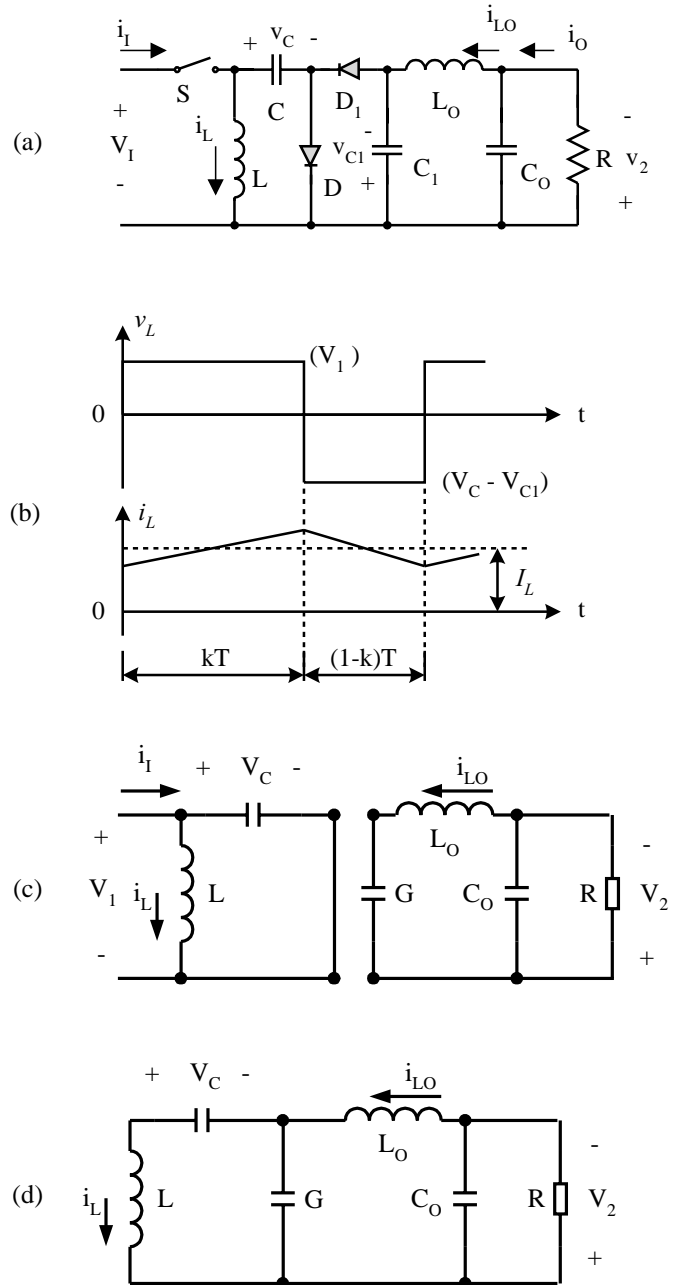 (a)
i_I
+
v_C
-
i_LO
i_O
S
C
D_1
L_O
+
V_I
-
i_L
L
D
v_C1
-
+
C_1
C_O
R
-
v_2
+
(b)
v_L
(V_1 )
0
t
(V_C - V_C1)
i_L
I_L
0
t
kT
(1-k)T
(c)
i_I
+
V_C
-
i_LO
L_O
+
V_1
-
i_L
L
G
C_O
R
-
V_2
+
(d)
+
V_C
-
i_LO
L_O
i_L
L
G
C_O
R
-
V_2
+